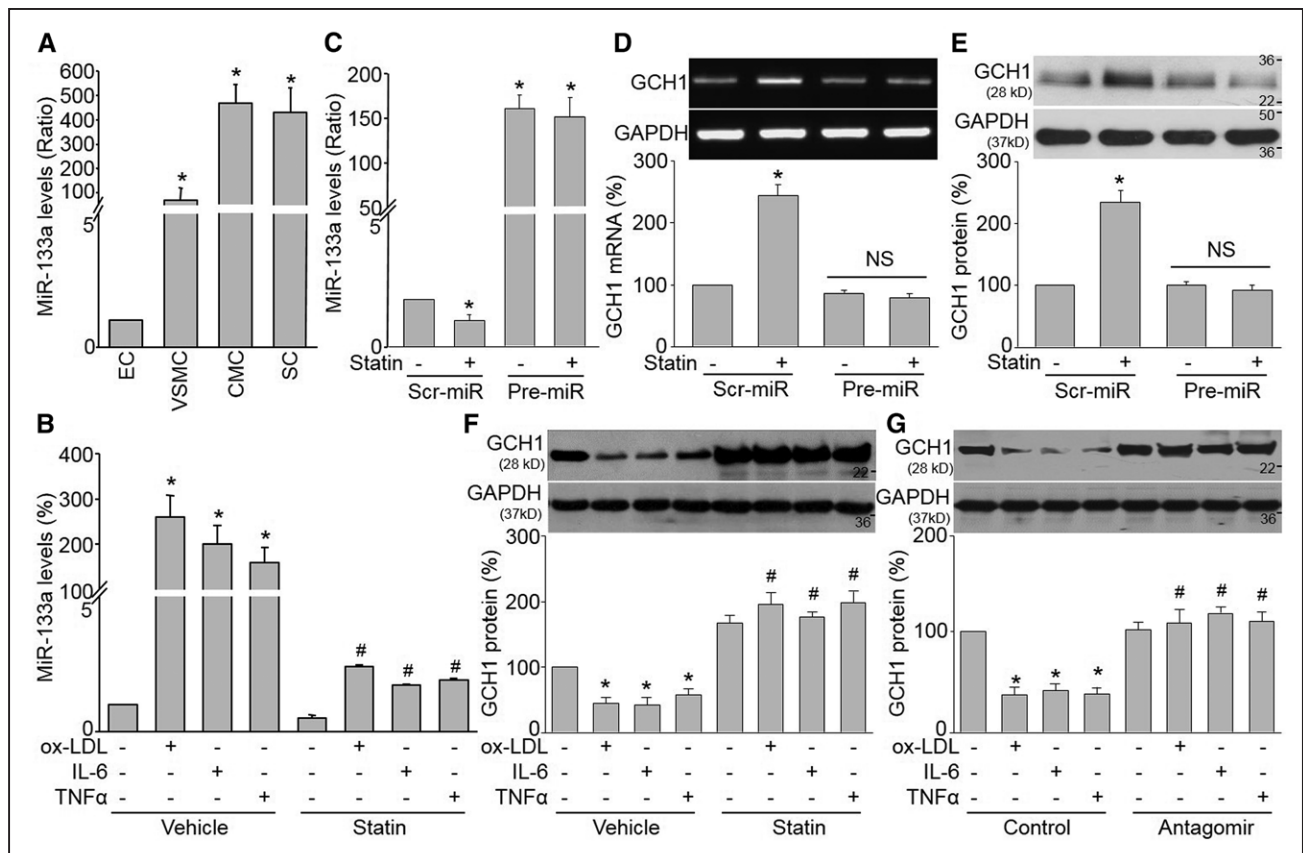 A
MiR-133a levels (Ratio)
600
500
400
300
200
100
5
0
*
*
*
EC
VSMC
CMC
SC
C
MiR-133a levels (Ratio)
200
150
100
50
5
0
*
*
*
Statin - + - +
Scr-miR Pre-miR
D
GCH1
GAPDH
GCH1 mRNA (%)
300
200
100
0
*
NS
Statin - + - +
Scr-miR Pre-miR
E
GCH1
(28 kD)
36
22
GAPDH
(37kD)
50
36
GCH1 protein (%)
300
200
100
0
*
NS
Statin - + - +
Scr-miR Pre-miR
B
MiR-133a levels (%)
400
300
200
100
5
0
* * *
# # #
ox-LDL - + - - - + - -
IL-6 - - + - - - + -
TNFα - - - + - - - +
Vehicle Statin
F
GCH1
(28 kD)
22
GAPDH
(37kD)
36
GCH1 protein (%)
300
200
100
0
* * *
# # #
ox-LDL - + - - - + - -
IL-6 - - + - - - + -
TNFα - - - + - - - +
Vehicle Statin
G
GCH1
(28 kD)
22
GAPDH
(37kD)
36
GCH1 protein (%)
200
100
0
* * *
# # #
ox-LDL - + - - - + - -
IL-6 - - + - - - + -
TNFα - - - + - - - +
Control Antagomir